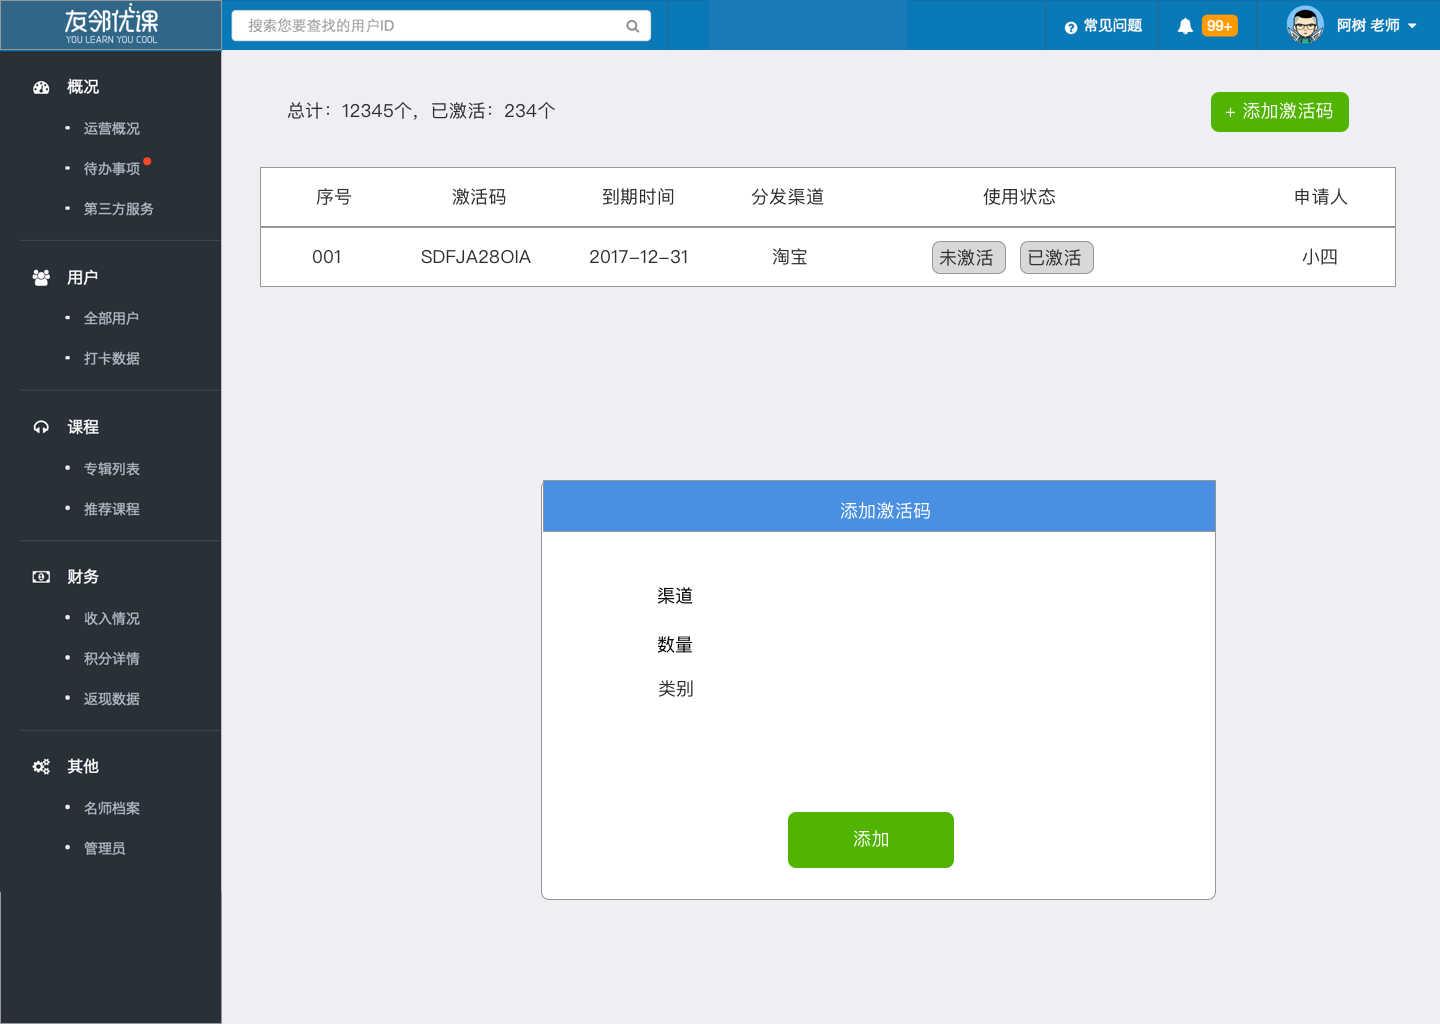 友邻优课
YOU LEARN YOU COOL
搜索您要查找的用户ID
常见问题
99+
阿树 老师
概况
运营概况
待办事项
第三方服务
用户
全部用户
打卡数据
课程
专辑列表
推荐课程
财务
收入情况
积分详情
返现数据
其他
名师档案
管理员
总计：12345个，已激活：234个
+ 添加激活码
序号 激活码 到期时间 分发渠道 使用状态 申请人
001 SDFJA28OIA 2017-12-31 淘宝 未激活 已激活 小四
添加激活码
渠道
数量
类别
添加